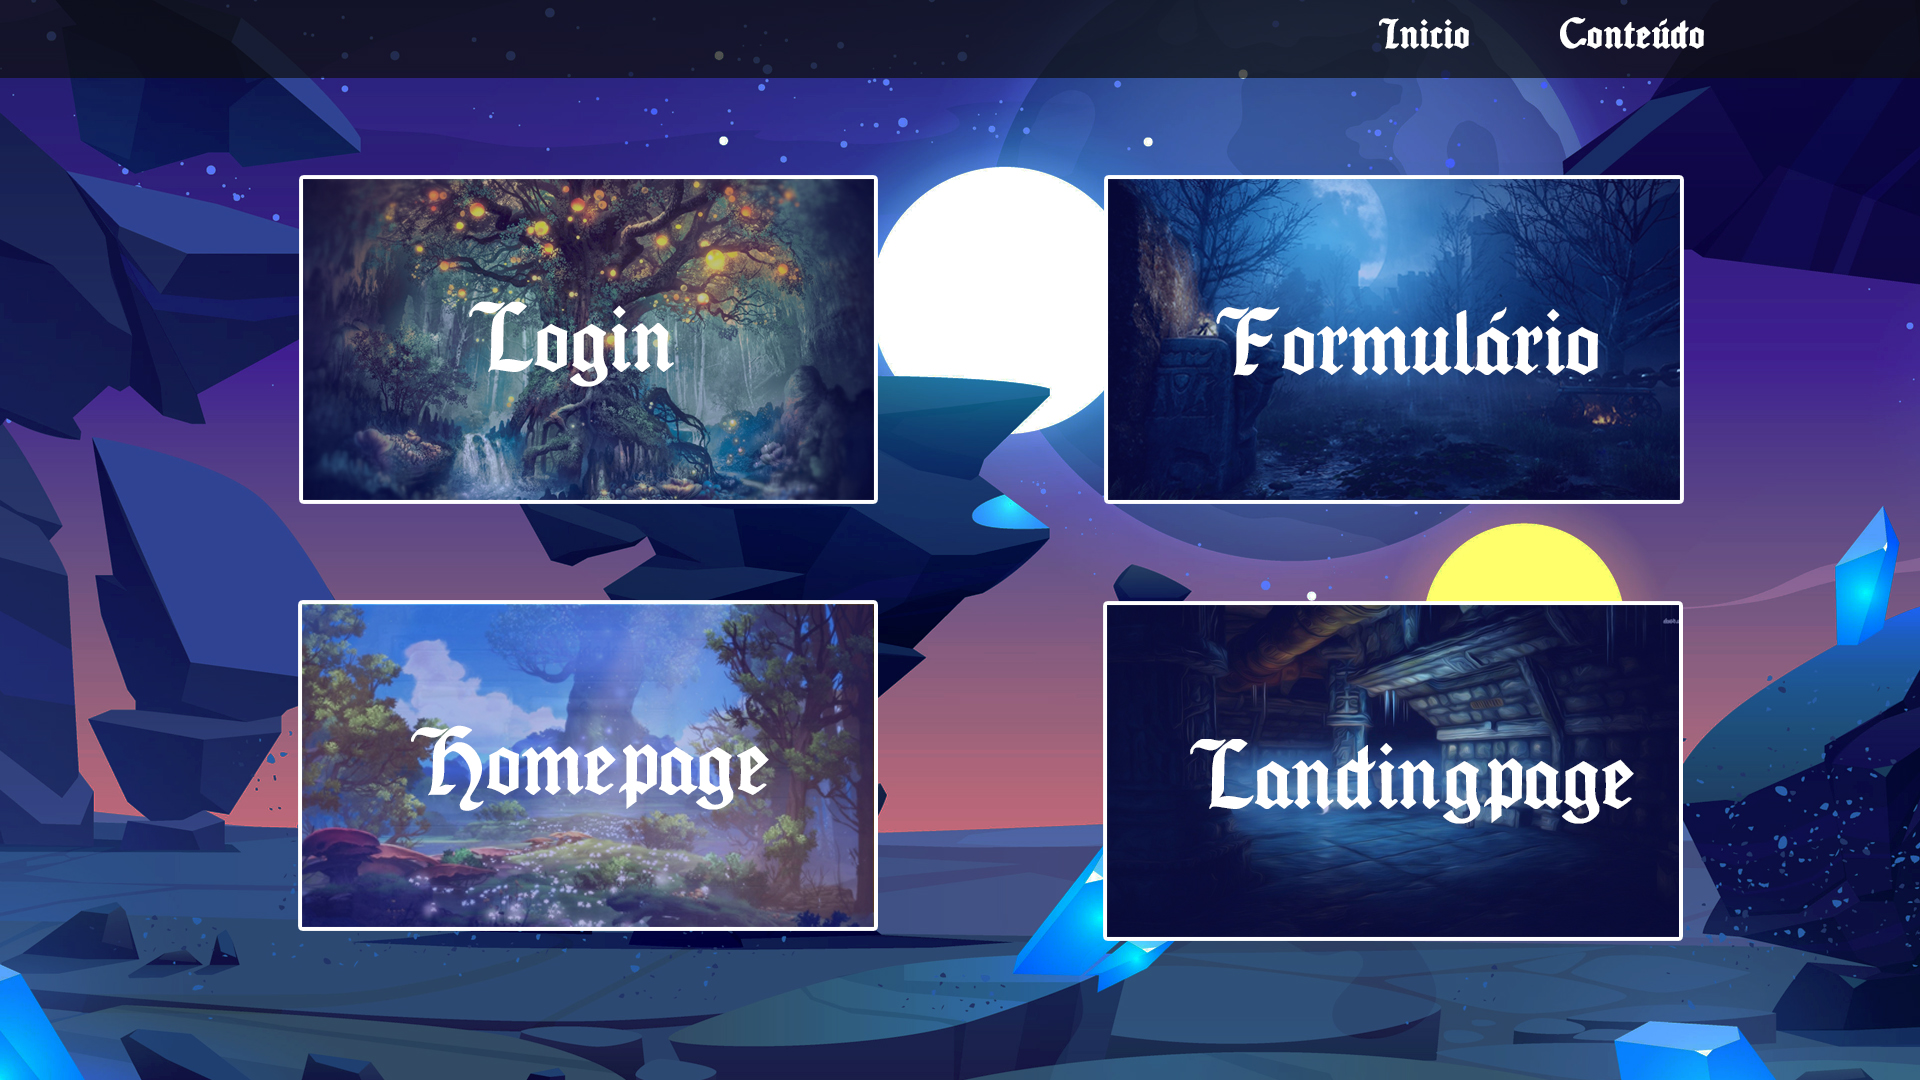 Inicio Conteúdo
Login
Formulário
Homepage
Landingpage